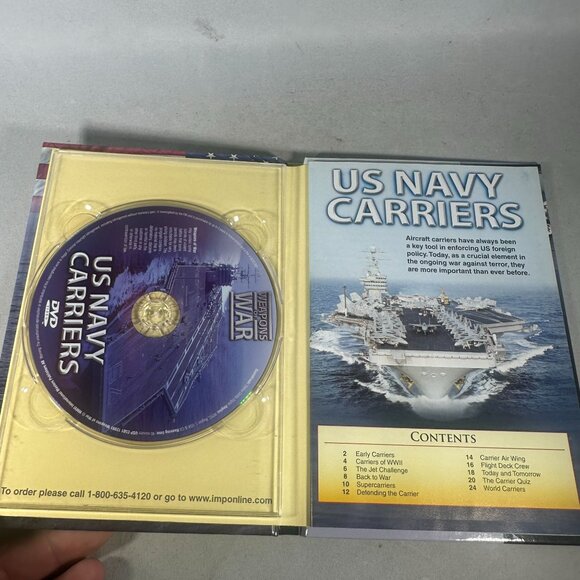 US NAVY
CARRIERS
DVD
WEAPONS
WAR
To order please call 1-800-635-4120 or go to www.imponline.com
US NAVY
CARRIERS
Aircraft carriers have always been
a key tool in enforcing US foreign
policy. Today, as a crucial element in
the ongoing war against terror, they
are more important than ever before.
CONTENTS
2 Early Carriers
4 Carriers of WWII
6 The Jet Challenge
8 Back to War
10 Supercarriers
12 Defending the Carrier
14 Carrier Air Wing
16 Flight Deck Crew
18 Today and Tomorrow
20 The Carrier Quiz
24 World Carriers